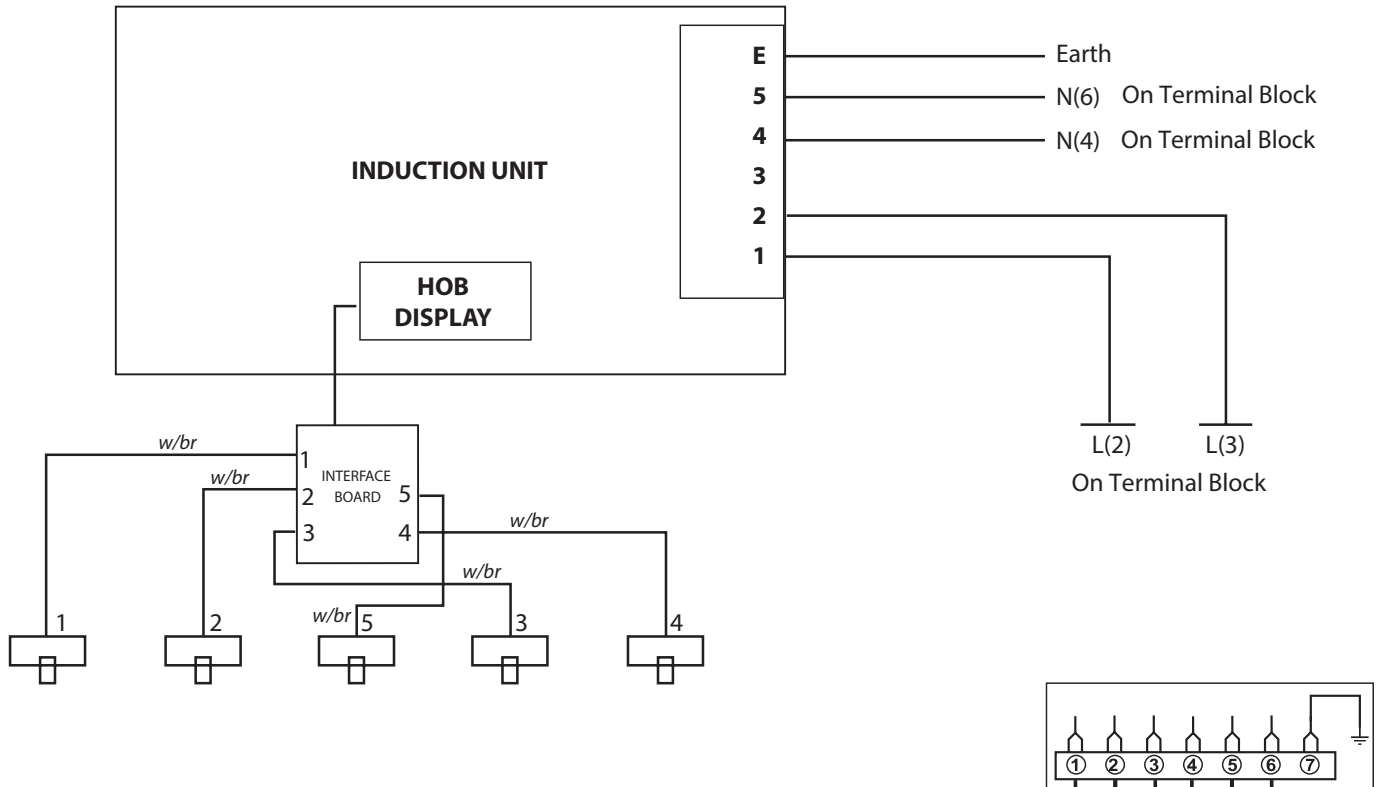 E
Earth
5
N(6) On Terminal Block
4
N(4) On Terminal Block
INDUCTION UNIT
3
2
1
HOB
DISPLAY
L(2)
L(3)
On Terminal Block
w/br
1
INTERFACE
BOARD
w/br
2
5
3
4
w/br
w/br
w/br
1
2
5
3
4
1 2 3 4 5 6 7